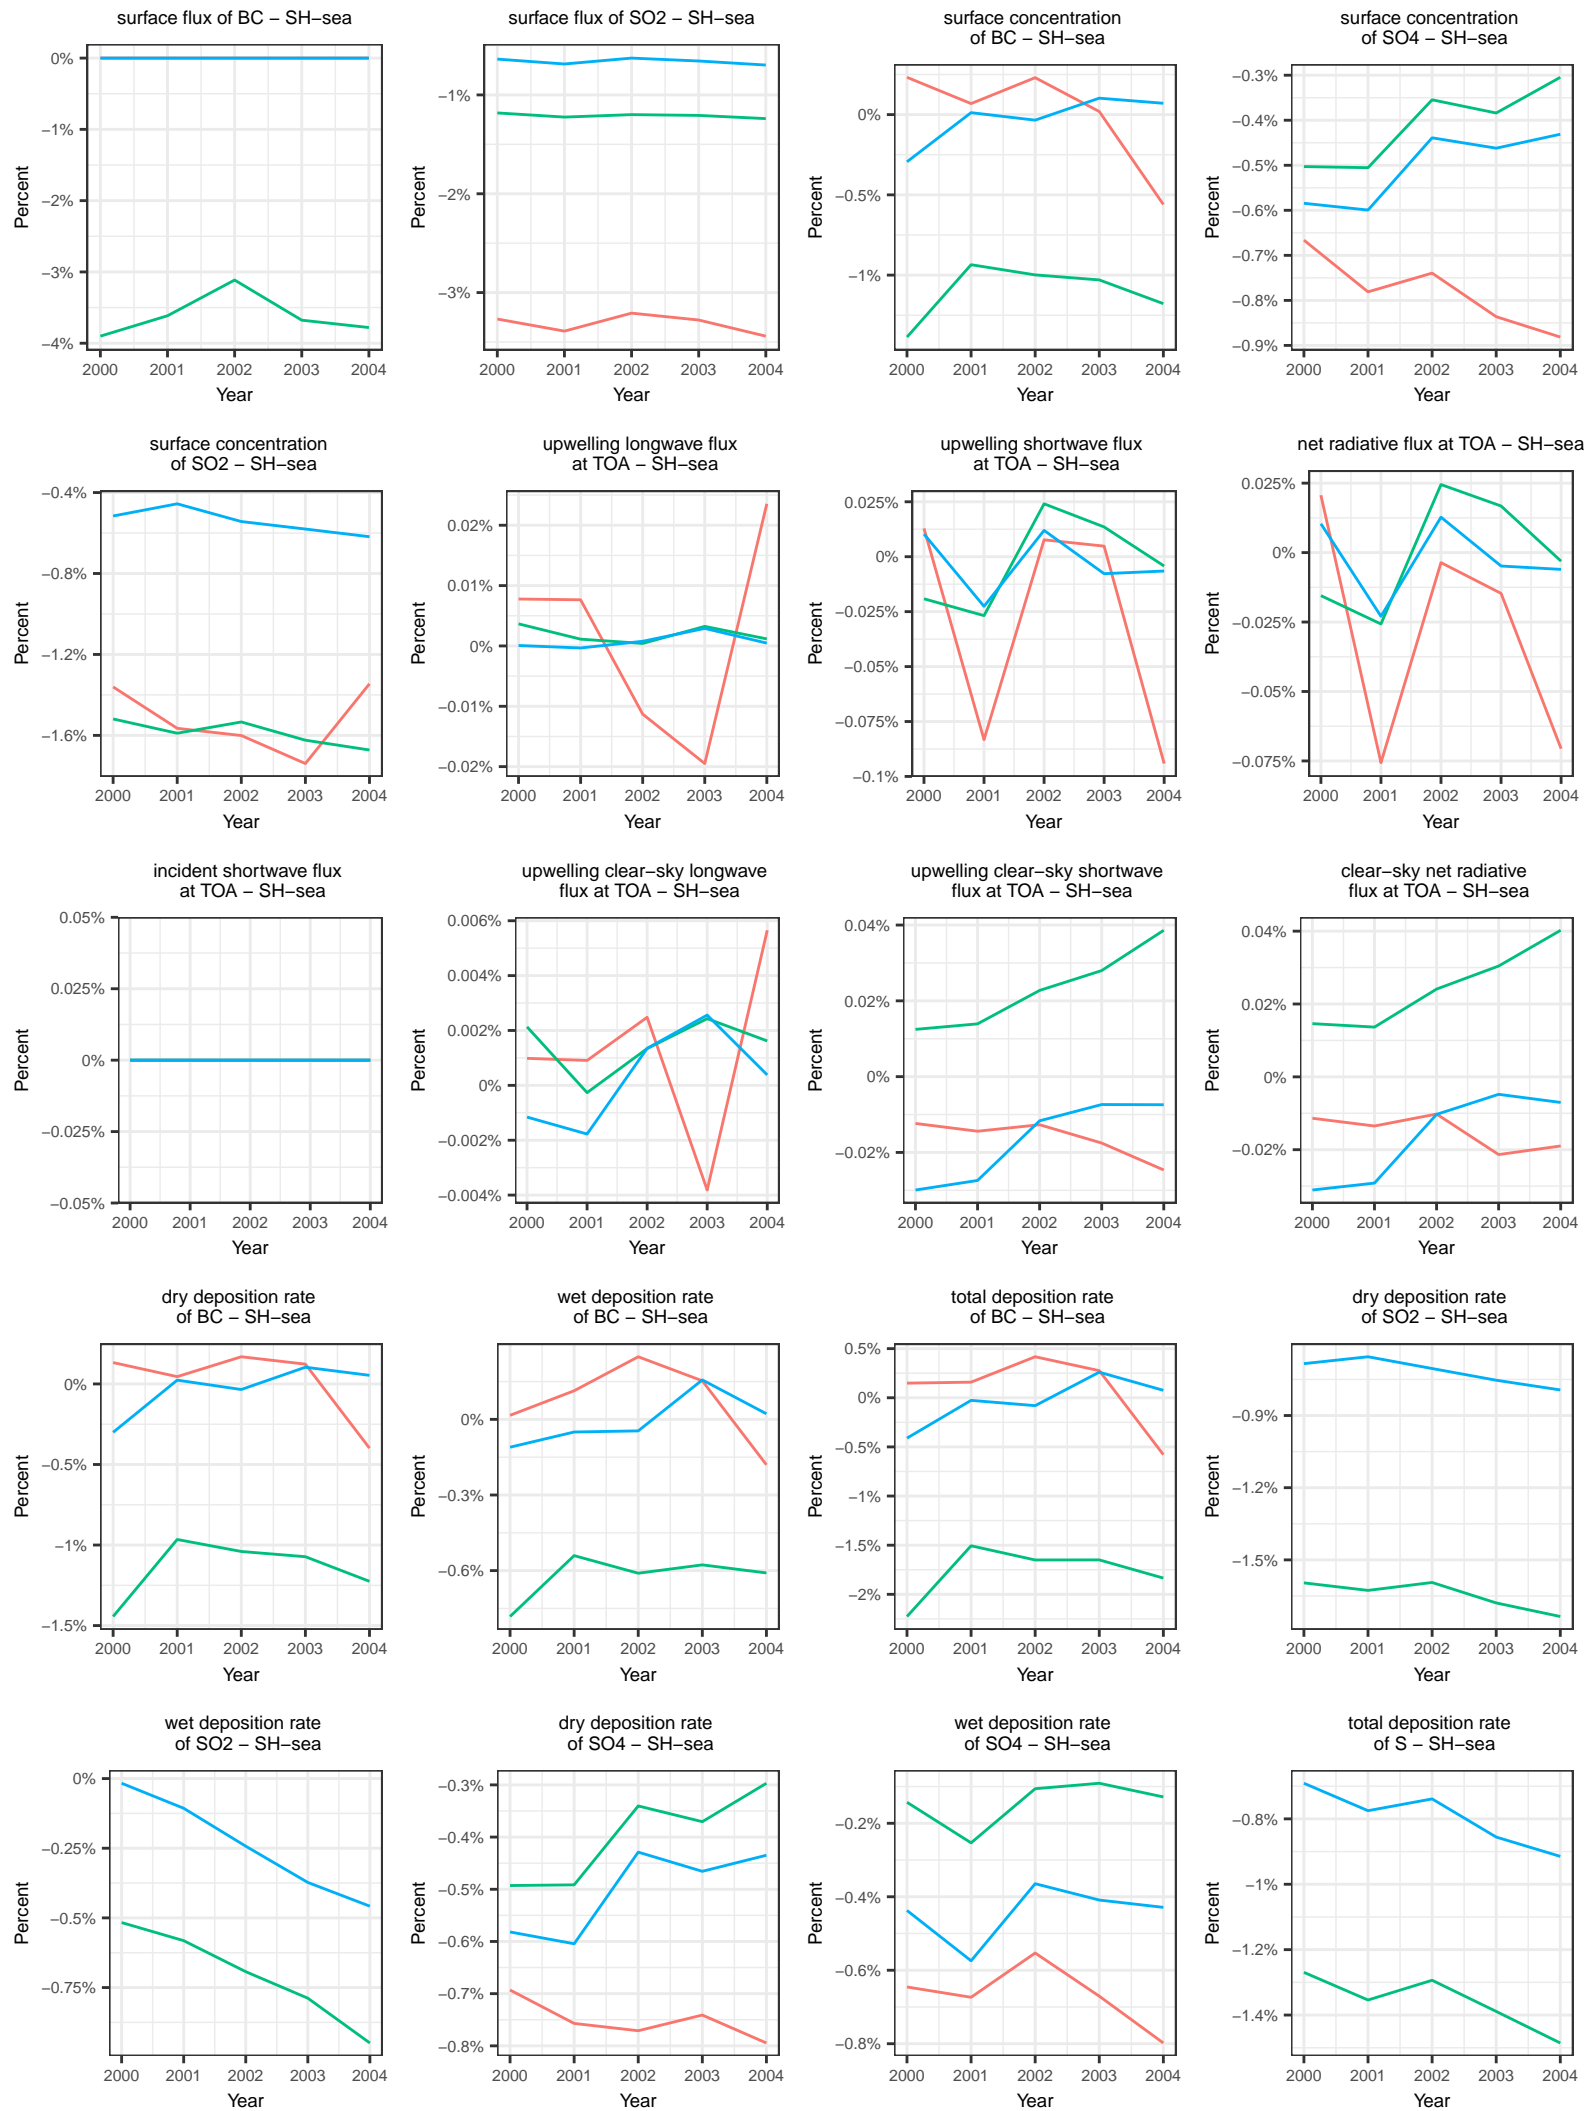 surface flux of BC − SH−sea
0%
−1%
−2%
−3%
−4%
Percent
2000 2001 2002 2003 2004
Year
surface flux of SO2 − SH−sea
−1%
−2%
−3%
Percent
2000 2001 2002 2003 2004
Year
surface concentration
of BC − SH−sea
0%
−0.5%
−1%
Percent
2000 2001 2002 2003 2004
Year
surface concentration
of SO4 − SH−sea
−0.3%
−0.4%
−0.5%
−0.6%
−0.7%
−0.8%
−0.9%
Percent
2000 2001 2002 2003 2004
Year
surface concentration
of SO2 − SH−sea
−0.4%
−0.8%
−1.2%
−1.6%
Percent
2000 2001 2002 2003 2004
Year
upwelling longwave flux
at TOA − SH−sea
0.02%
0.01%
0%
−0.01%
−0.02%
Percent
2000 2001 2002 2003 2004
Year
upwelling shortwave flux
at TOA − SH−sea
0.025%
0%
−0.025%
−0.05%
−0.075%
−0.1%
Percent
2000 2001 2002 2003 2004
Year
net radiative flux at TOA − SH−sea
0.025%
0%
−0.025%
−0.05%
−0.075%
Percent
2000 2001 2002 2003 2004
Year
incident shortwave flux
at TOA − SH−sea
0.05%
0.025%
0%
−0.025%
−0.05%
Percent
2000 2001 2002 2003 2004
Year
upwelling clear−sky longwave
flux at TOA − SH−sea
0.006%
0.004%
0.002%
0%
−0.002%
−0.004%
Percent
2000 2001 2002 2003 2004
Year
upwelling clear−sky shortwave
flux at TOA − SH−sea
0.04%
0.02%
0%
−0.02%
Percent
2000 2001 2002 2003 2004
Year
clear−sky net radiative
flux at TOA − SH−sea
0.04%
0.02%
0%
−0.02%
Percent
2000 2001 2002 2003 2004
Year
dry deposition rate
of BC − SH−sea
0%
−0.5%
−1%
−1.5%
Percent
2000 2001 2002 2003 2004
Year
wet deposition rate
of BC − SH−sea
0%
−0.3%
−0.6%
Percent
2000 2001 2002 2003 2004
Year
total deposition rate
of BC − SH−sea
0.5%
0%
−0.5%
−1%
−1.5%
−2%
Percent
2000 2001 2002 2003 2004
Year
dry deposition rate
of SO2 − SH−sea
−0.9%
−1.2%
−1.5%
Percent
2000 2001 2002 2003 2004
Year
wet deposition rate
of SO2 − SH−sea
0%
−0.25%
−0.5%
−0.75%
Percent
2000 2001 2002 2003 2004
Year
dry deposition rate
of SO4 − SH−sea
−0.3%
−0.4%
−0.5%
−0.6%
−0.7%
−0.8%
Percent
2000 2001 2002 2003 2004
Year
wet deposition rate
of SO4 − SH−sea
−0.2%
−0.4%
−0.6%
−0.8%
Percent
2000 2001 2002 2003 2004
Year
total deposition rate
of S − SH−sea
−0.8%
−1%
−1.2%
−1.4%
Percent
2000 2001 2002 2003 2004
Year